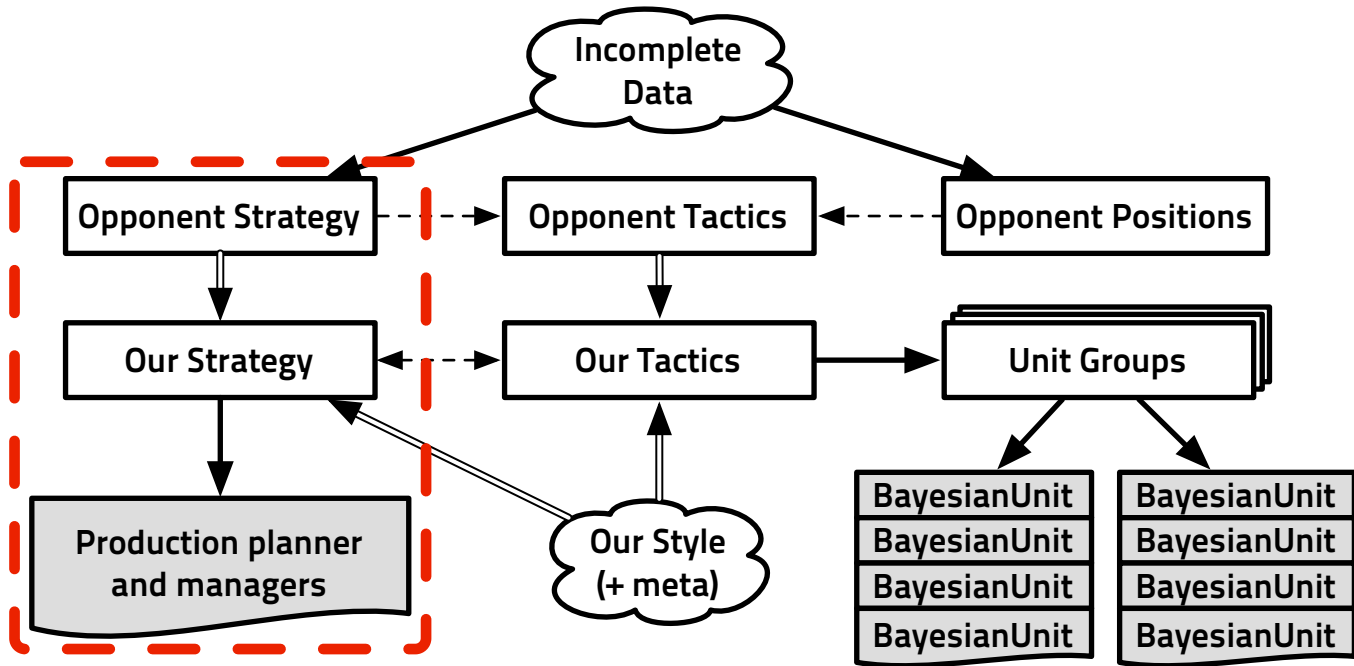 Incomplete
Data
Opponent Strategy
Opponent Tactics
Opponent Positions
Our Strategy
Our Tactics
Unit Groups
Production planner
and managers
Our Style
(+ meta)
BayesianUnit
BayesianUnit
BayesianUnit
BayesianUnit
BayesianUnit
BayesianUnit
BayesianUnit
BayesianUnit